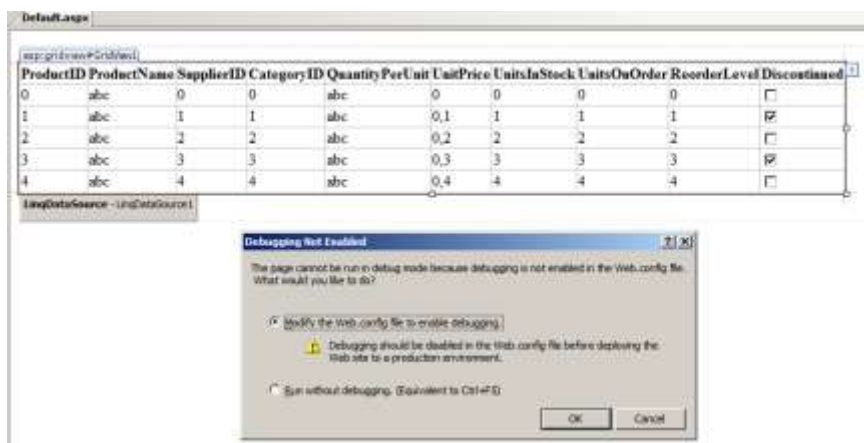 Default.aspx
asp:gridview#GridView1
ProductID ProductName SupplierID CategoryID QuantityPerUnit UnitPrice UnitsInStock UnitsOnOrder ReorderLevel Discontinued
0 abc 0 0 abc 0 0 0 0
1 abc 1 1 abc 0,1 1 1 1
2 abc 2 2 abc 0,2 2 2 2
3 abc 3 3 abc 0,3 3 3 3
4 abc 4 4 abc 0,4 4 4 4
LinqDataSource - LinqDataSource1
Debugging Not Enabled
The page cannot be run in debug mode because debugging is not enabled in the Web.config file.
What would you like to do?
Modify the Web.config file to enable debugging.
Debugging should be disabled in the Web.config file before deploying the
Web site to a production environment.
Run without debugging. (Equivalent to Ctrl+F5)
OK Cancel